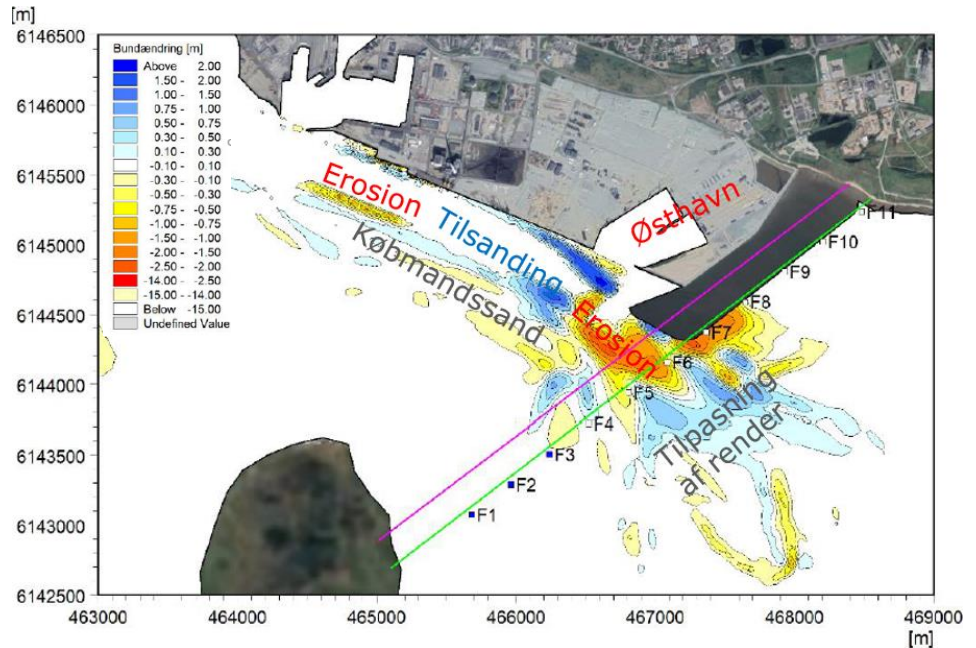 [m]
6146500
6146000
6145500
6145000
6144500
6144000
6143500
6143000
6142500
Bundændring [m]
Above 2.00
1.50 - 2.00
1.00 - 1.50
0.75 - 1.00
0.50 - 0.75
0.30 - 0.50
0.10 - 0.30
-0.10 - 0.10
-0.30 - -0.10
-0.50 - -0.30
-0.75 - -0.50
-1.00 - -0.75
-1.50 - -1.00
-2.00 - -1.50
-2.50 - -2.00
-14.00 - -2.50
-15.00 - -14.00
Below -15.00
Undefined Value
Erosion
Tilsanding
Købmandssand
Østhavn
Erosion
Tilpasning
af render
F11
F10
F9
F8
F7
F6
F5
F4
F3
F2
F1
463000 464000 465000 466000 467000 468000 469000
[m]